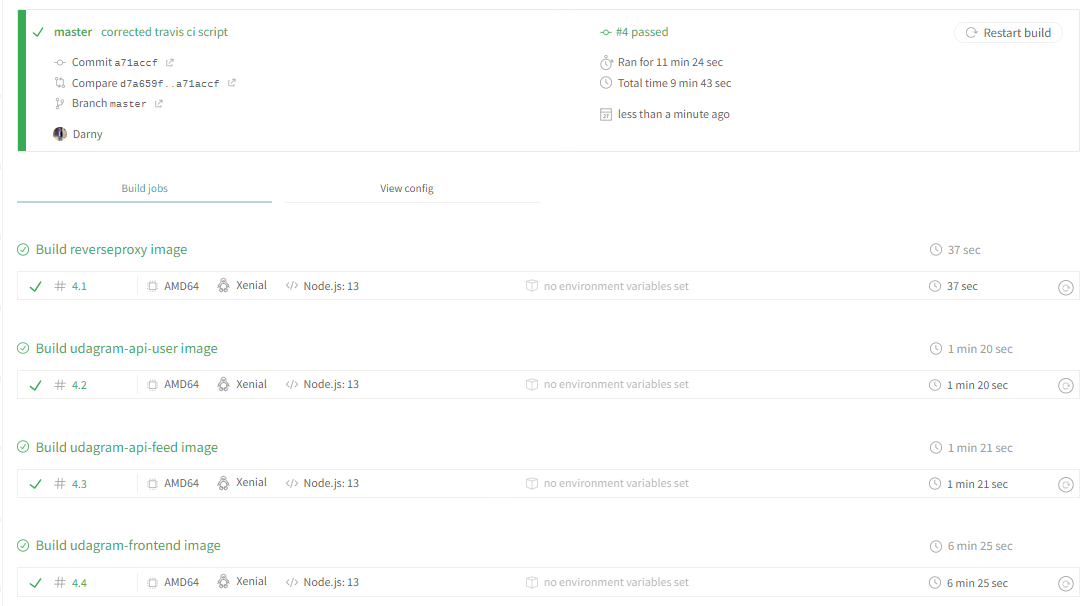 master corrected travis ci script
#4 passed
Restart build
Commit a71accf
Ran for 11 min 24 sec
Compare d7a659f..a71accf
Total time 9 min 43 sec
Branch master
less than a minute ago
Darny
Build jobs
View config
Build reverseproxy image
37 sec
# 4.1 AMD64 Xenial </> Node.js: 13 no environment variables set 37 sec
Build udagram-api-user image
1 min 20 sec
# 4.2 AMD64 Xenial </> Node.js: 13 no environment variables set 1 min 20 sec
Build udagram-api-feed image
1 min 21 sec
# 4.3 AMD64 Xenial </> Node.js: 13 no environment variables set 1 min 21 sec
Build udagram-frontend image
6 min 25 sec
# 4.4 AMD64 Xenial </> Node.js: 13 no environment variables set 6 min 25 sec